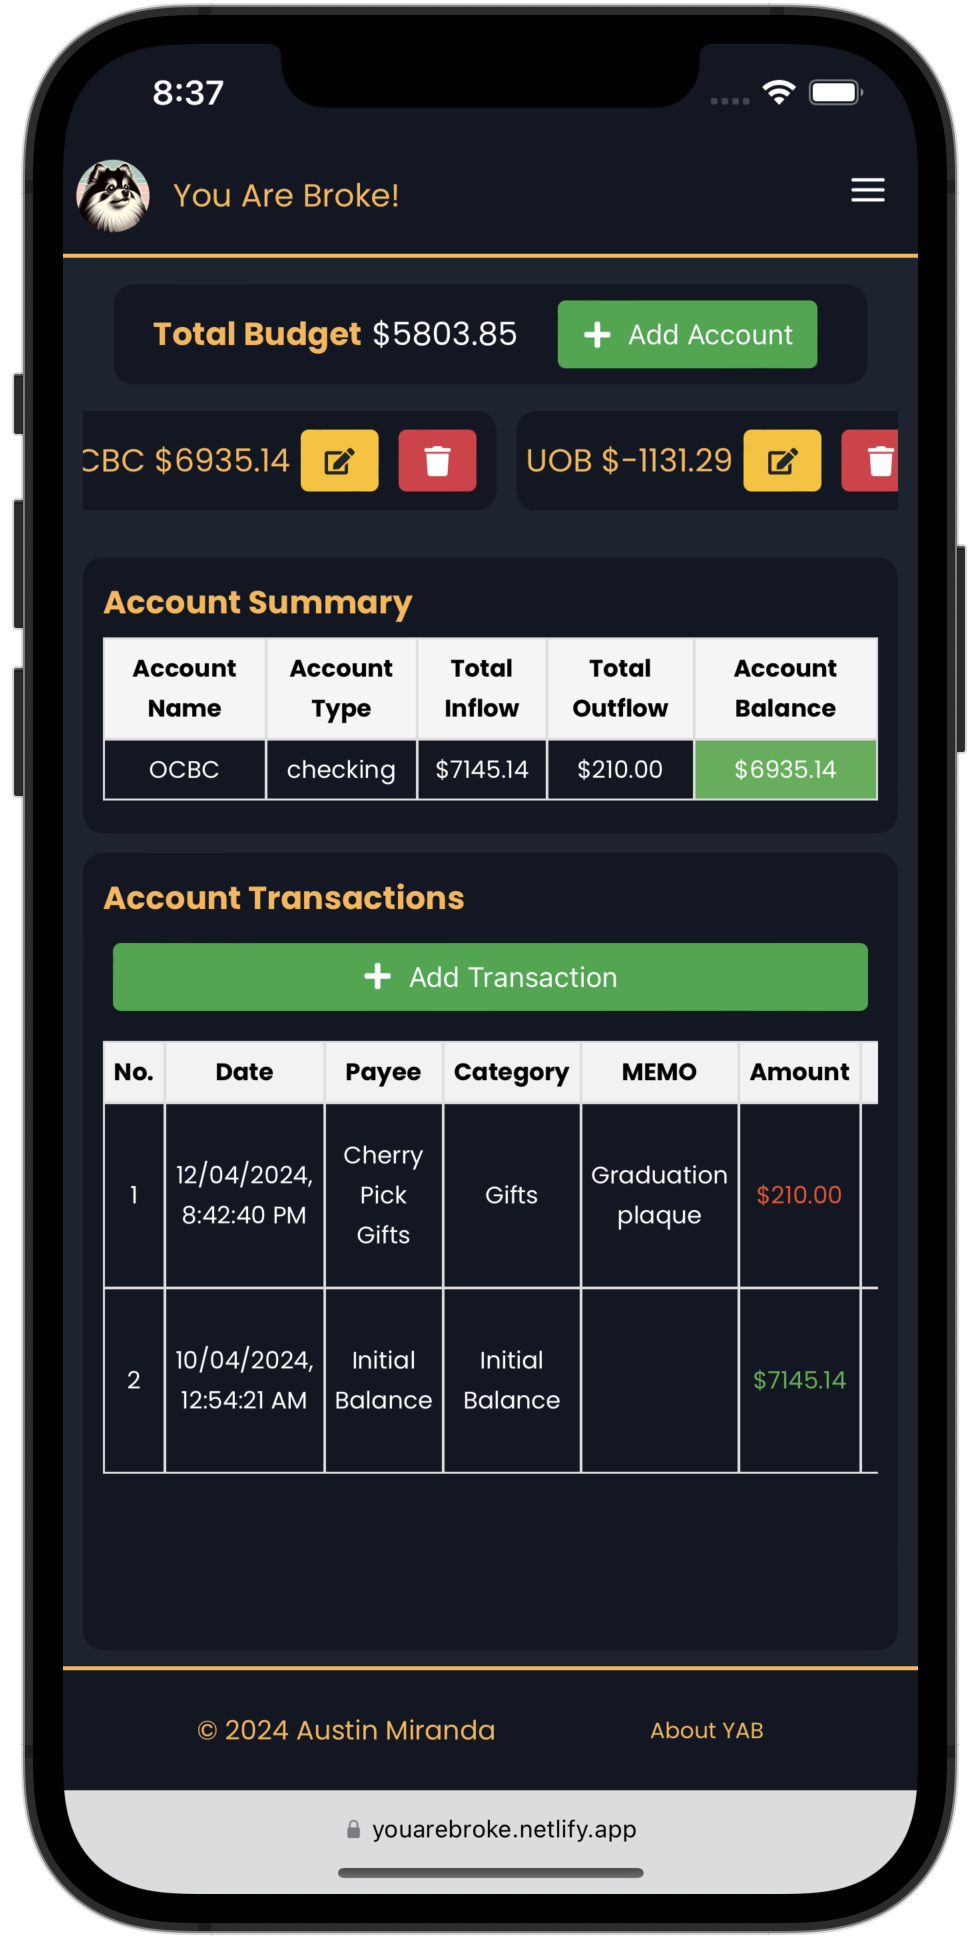 8:37
You Are Broke!
Total Budget $5803.85
Add Account
CBC $6935.14
UOB $-1131.29
Account Summary
Account Name
Account Type
Total Inflow
Total Outflow
Account Balance
OCBC
checking
$7145.14
$210.00
$6935.14
Account Transactions
Add Transaction
No.
Date
Payee
Category
MEMO
Amount
1
12/04/2024, 8:42:40 PM
Cherry Pick Gifts
Gifts
Graduation plaque
$210.00
2
10/04/2024, 12:54:21 AM
Initial Balance
Initial Balance
$7145.14
© 2024 Austin Miranda
About YAB
youarebroke.netlify.app